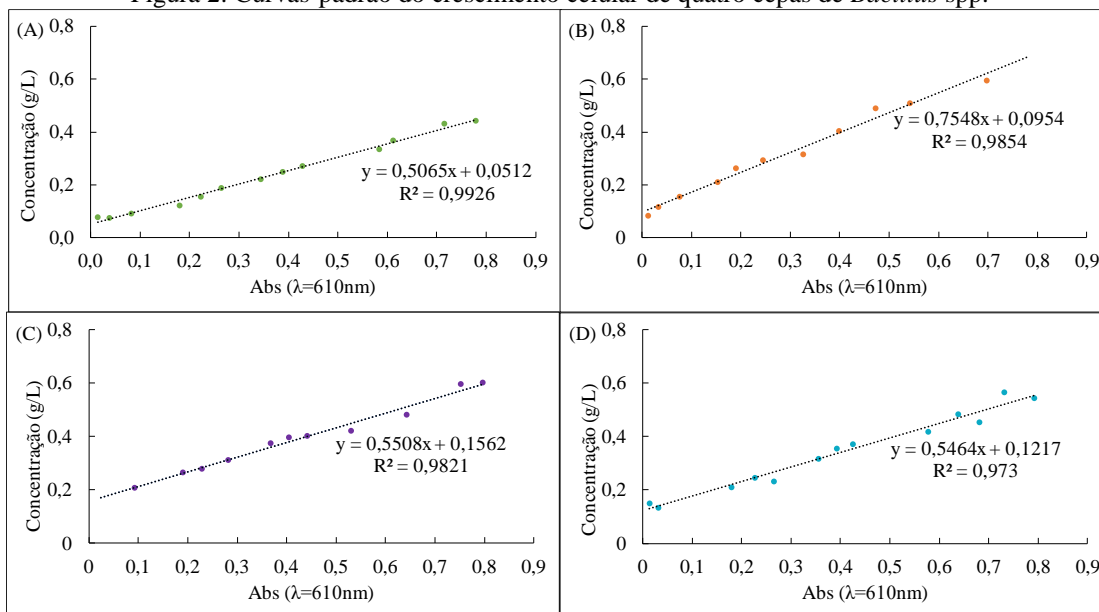 Figura 2. Curvas-padrão do crescimento celular de quatro cepas de Bacillus spp.
(A)
Concentração (g/L)
0,8
0,6
0,4
0,2
0,0
y = 0,5065x + 0,0512
R² = 0,9926
0,0 0,1 0,2 0,3 0,4 0,5 0,6 0,7 0,8 0,9
Abs (λ=610nm)
(B)
Concentração (g/L)
0,8
0,6
0,4
0,2
0,0
y = 0,7548x + 0,0954
R² = 0,9854
0,0 0,1 0,2 0,3 0,4 0,5 0,6 0,7 0,8 0,9
Abs (λ=610nm)
(C)
Concentração (g/L)
0,8
0,6
0,4
0,2
0
y = 0,5508x + 0,1562
R² = 0,9821
0 0,1 0,2 0,3 0,4 0,5 0,6 0,7 0,8 0,9
Abs (λ=610nm)
(D)
Concentração (g/L)
0,8
0,6
0,4
0,2
0
y = 0,5464x + 0,1217
R² = 0,973
0 0,1 0,2 0,3 0,4 0,5 0,6 0,7 0,8 0,9
Abs (λ=610nm)